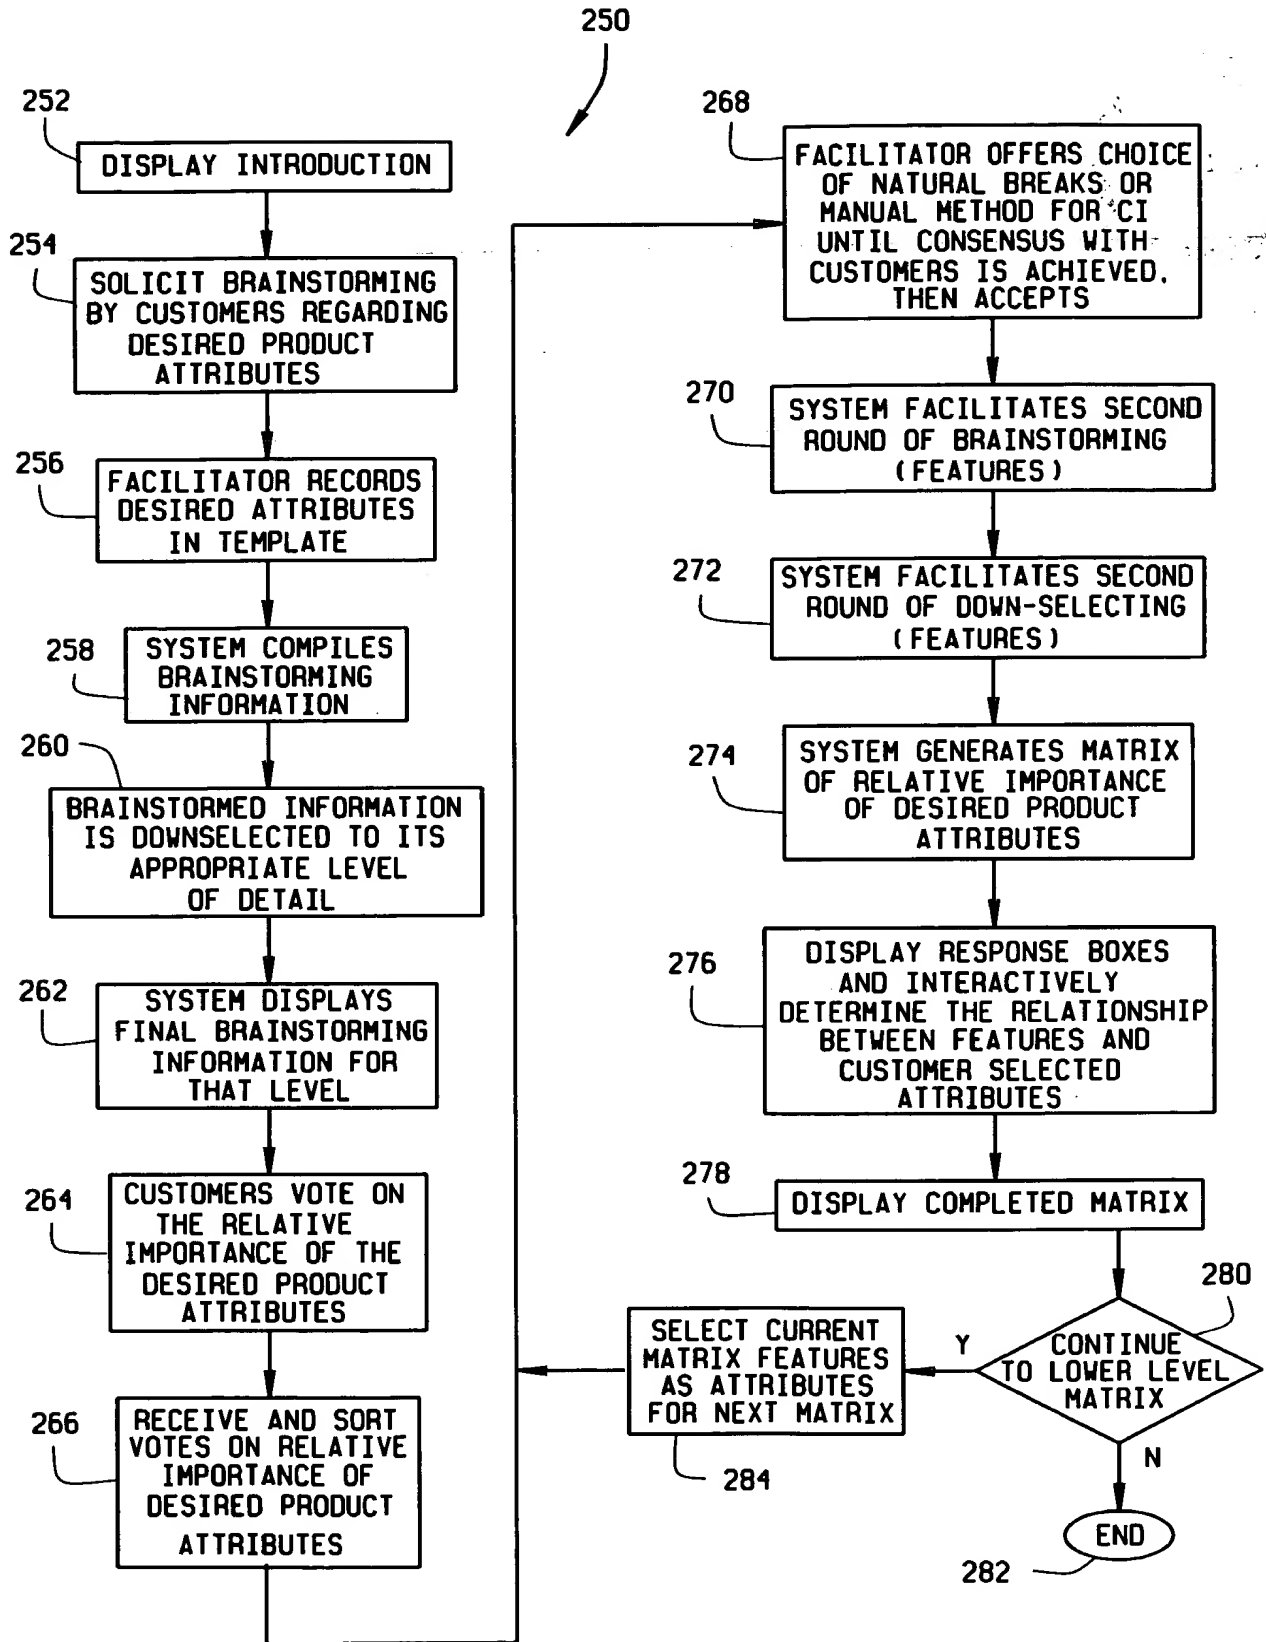 250
252
DISPLAY INTRODUCTION
254
SOLICIT BRAINSTORMING
BY CUSTOMERS REGARDING
DESIRED PRODUCT
ATTRIBUTES
256
FACILITATOR RECORDS
DESIRED ATTRIBUTES
IN TEMPLATE
258
SYSTEM COMPILES
BRAINSTORMING
INFORMATION
260
BRAINSTORMED INFORMATION
IS DOWNSELECTED TO ITS
APPROPRIATE LEVEL
OF DETAIL
262
SYSTEM DISPLAYS
FINAL BRAINSTORMING
INFORMATION FOR
THAT LEVEL
264
CUSTOMERS VOTE ON
THE RELATIVE
IMPORTANCE OF THE
DESIRED PRODUCT
ATTRIBUTES
266
RECEIVE AND SORT
VOTES ON RELATIVE
IMPORTANCE OF
DESIRED PRODUCT
ATTRIBUTES
268
FACILITATOR OFFERS CHOICE
OF NATURAL BREAKS OR
MANUAL METHOD FOR CI
UNTIL CONSENSUS WITH
CUSTOMERS IS ACHIEVED,
THEN ACCEPTS
270
SYSTEM FACILITATES SECOND
ROUND OF BRAINSTORMING
(FEATURES)
272
SYSTEM FACILITATES SECOND
ROUND OF DOWN-SELECTING
(FEATURES)
274
SYSTEM GENERATES MATRIX
OF RELATIVE IMPORTANCE
OF DESIRED PRODUCT
ATTRIBUTES
276
DISPLAY RESPONSE BOXES
AND INTERACTIVELY
DETERMINE THE RELATIONSHIP
BETWEEN FEATURES AND
CUSTOMER SELECTED
ATTRIBUTES
278
DISPLAY COMPLETED MATRIX
280
CONTINUE
TO LOWER LEVEL
MATRIX
Y
SELECT CURRENT
MATRIX FEATURES
AS ATTRIBUTES
FOR NEXT MATRIX
284
N
END
282